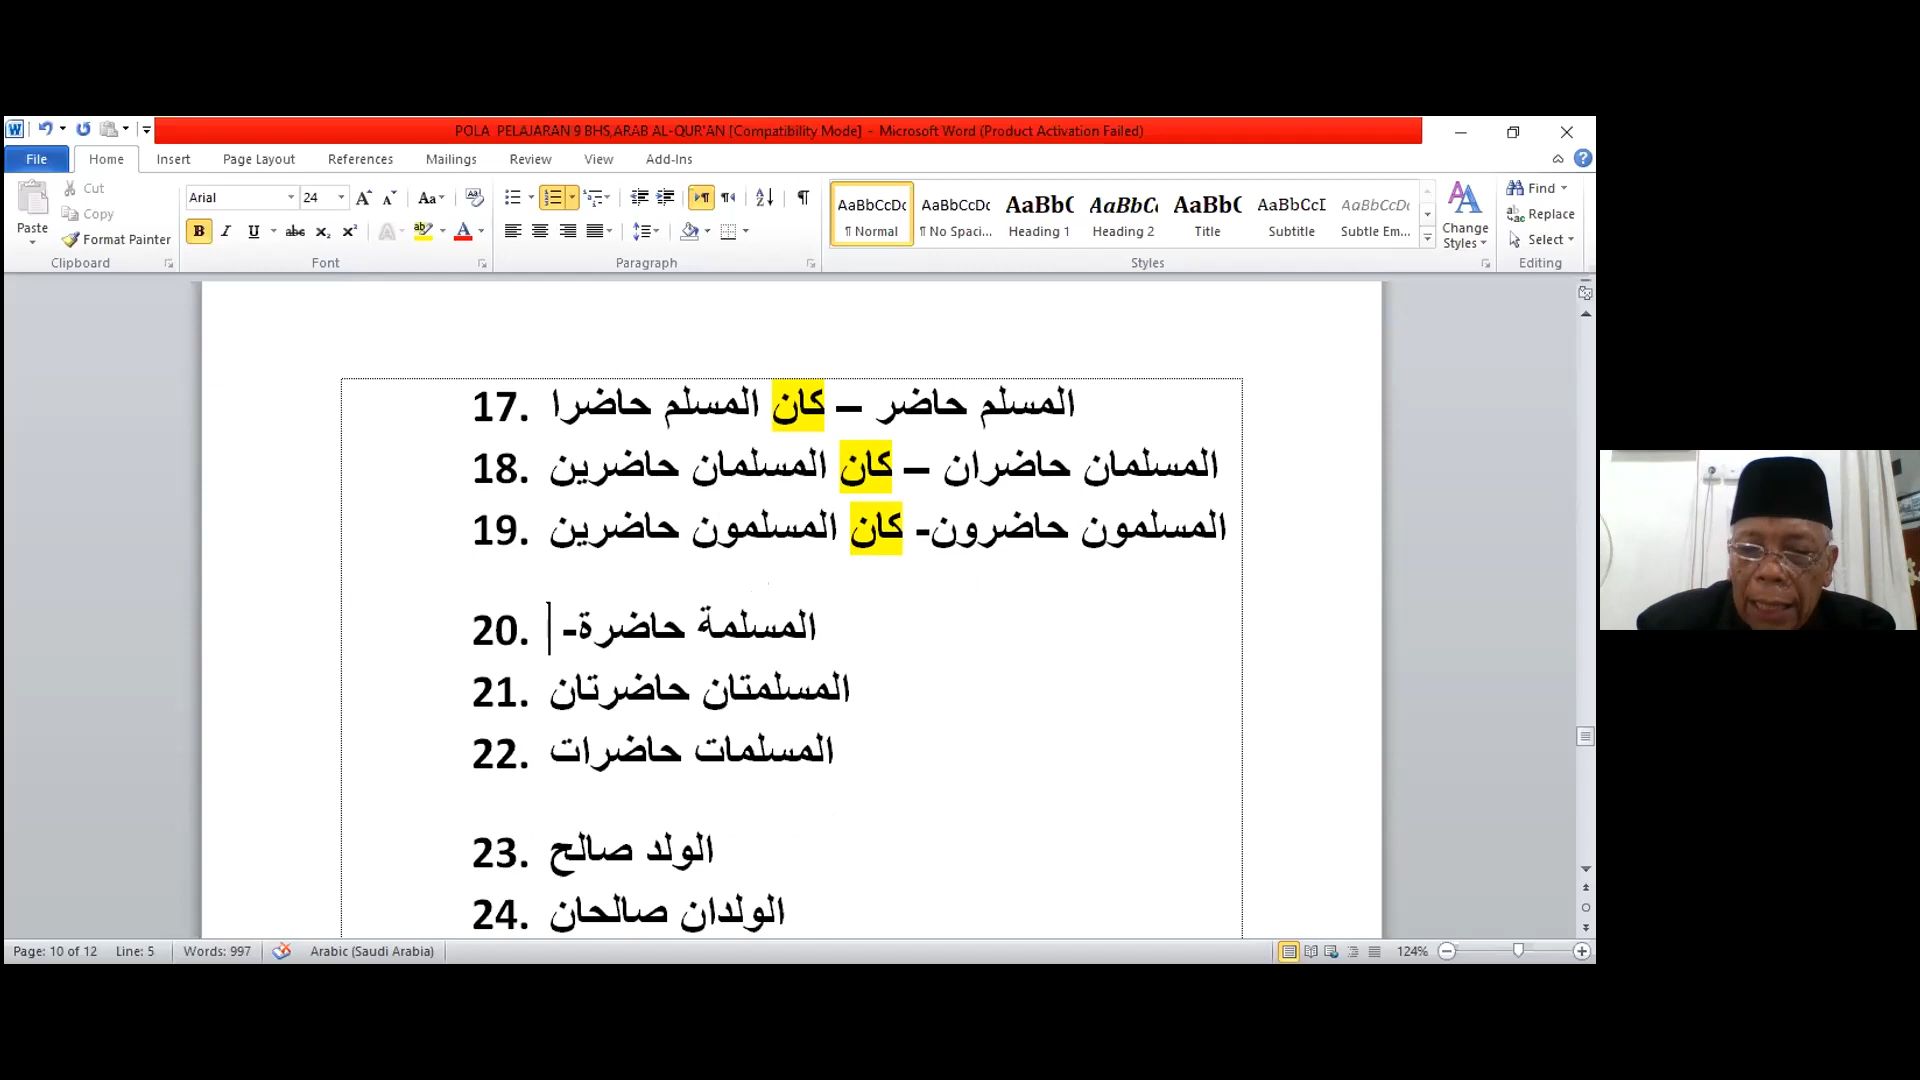 POLA PELAJARAN 9 BHS,ARAB AL-QUR'AN [Compatibility Mode] - Microsoft Word (Product Activation Failed)
File Home Insert Page Layout References Mailings Review View Add-Ins
Paste Cut Copy Format Painter Clipboard
Arial 24 Font
Paragraph
AaBbCcDc AaBbCcDc AaBbC AaBbC AaBbC AaBbCcI AaBbCcDc
¶ Normal ¶ No Spaci... Heading 1 Heading 2 Title Subtitle Subtle Em... Styles
Change Styles
Find Replace Select Editing
17. المسلم حاضر – كان المسلم حاضرا
18. المسلمان حاضران – كان المسلمان حاضرين
19. المسلمون حاضرون- كان المسلمون حاضرين
20. المسلمة حاضرة-
21. المسلمتان حاضرتان
22. المسلمات حاضرات
23. الولد صالح
24. الولدان صالحان
Page: 10 of 12 Line: 5 Words: 997 Arabic (Saudi Arabia) 124%